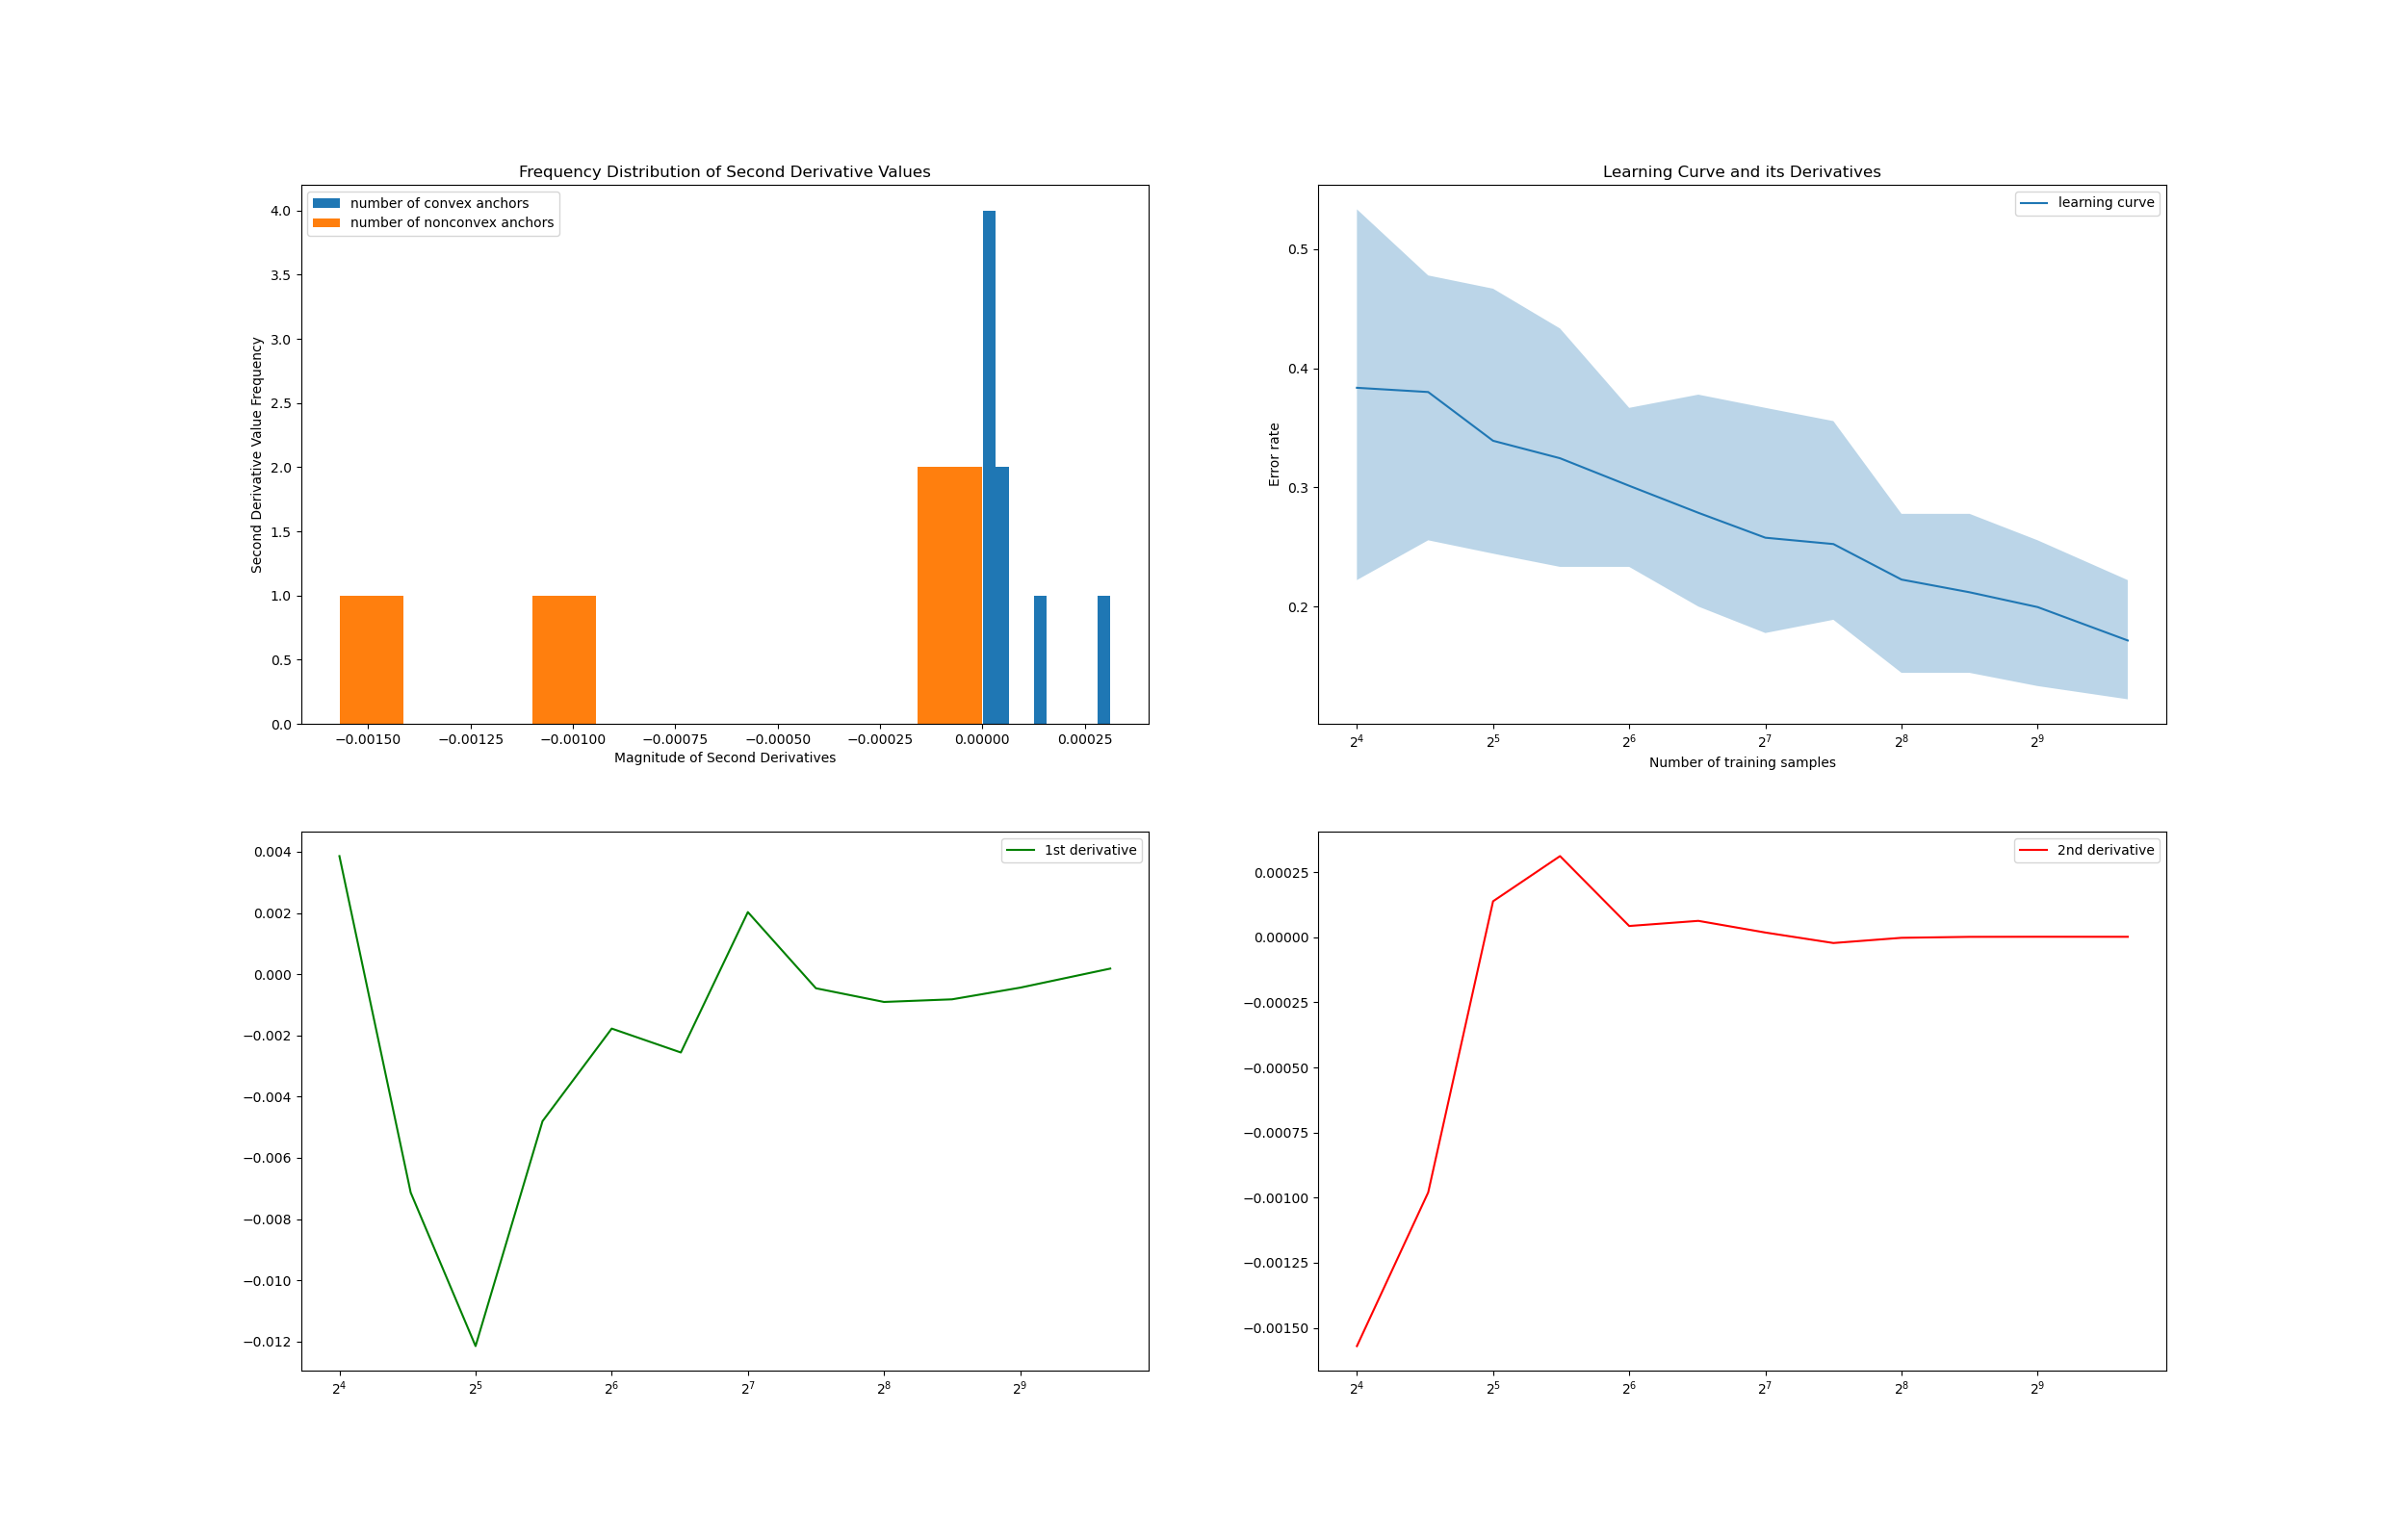 Frequency Distribution of Second Derivative Values
number of convex anchors
number of nonconvex anchors
Second Derivative Value Frequency
4.0
3.5
3.0
2.5
2.0
1.5
1.0
0.5
0.0
−0.00150 −0.00125 −0.00100 −0.00075 −0.00050 −0.00025 0.00000 0.00025
Magnitude of Second Derivatives
Learning Curve and its Derivatives
learning curve
Error rate
0.5
0.4
0.3
0.2
2⁴ 2⁵ 2⁶ 2⁷ 2⁸ 2⁹
Number of training samples
1st derivative
0.004
0.002
0.000
−0.002
−0.004
−0.006
−0.008
−0.010
−0.012
2⁴ 2⁵ 2⁶ 2⁷ 2⁸ 2⁹
2nd derivative
0.00025
0.00000
−0.00025
−0.00050
−0.00075
−0.00100
−0.00125
−0.00150
2⁴ 2⁵ 2⁶ 2⁷ 2⁸ 2⁹